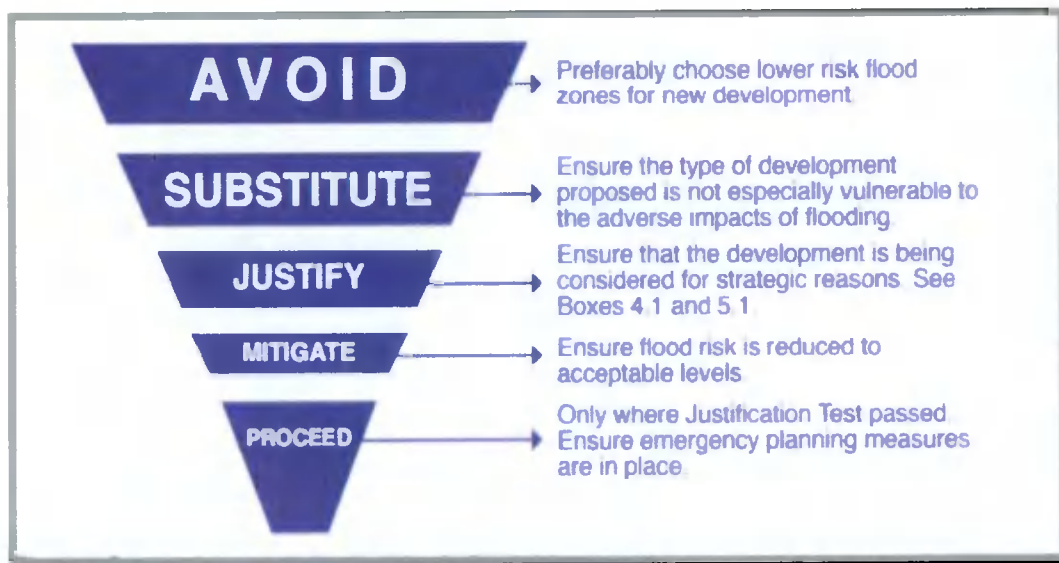 AVOID
Preferably choose lower risk flood
zones for new development
SUBSTITUTE
Ensure the type of development
proposed is not especially vulnerable to
the adverse impacts of flooding
JUSTIFY
Ensure that the development is being
considered for strategic reasons. See
Boxes 4.1 and 5.1
MITIGATE
Ensure flood risk is reduced to
acceptable levels
PROCEED
Only where Justification Test passed.
Ensure emergency planning measures
are in place